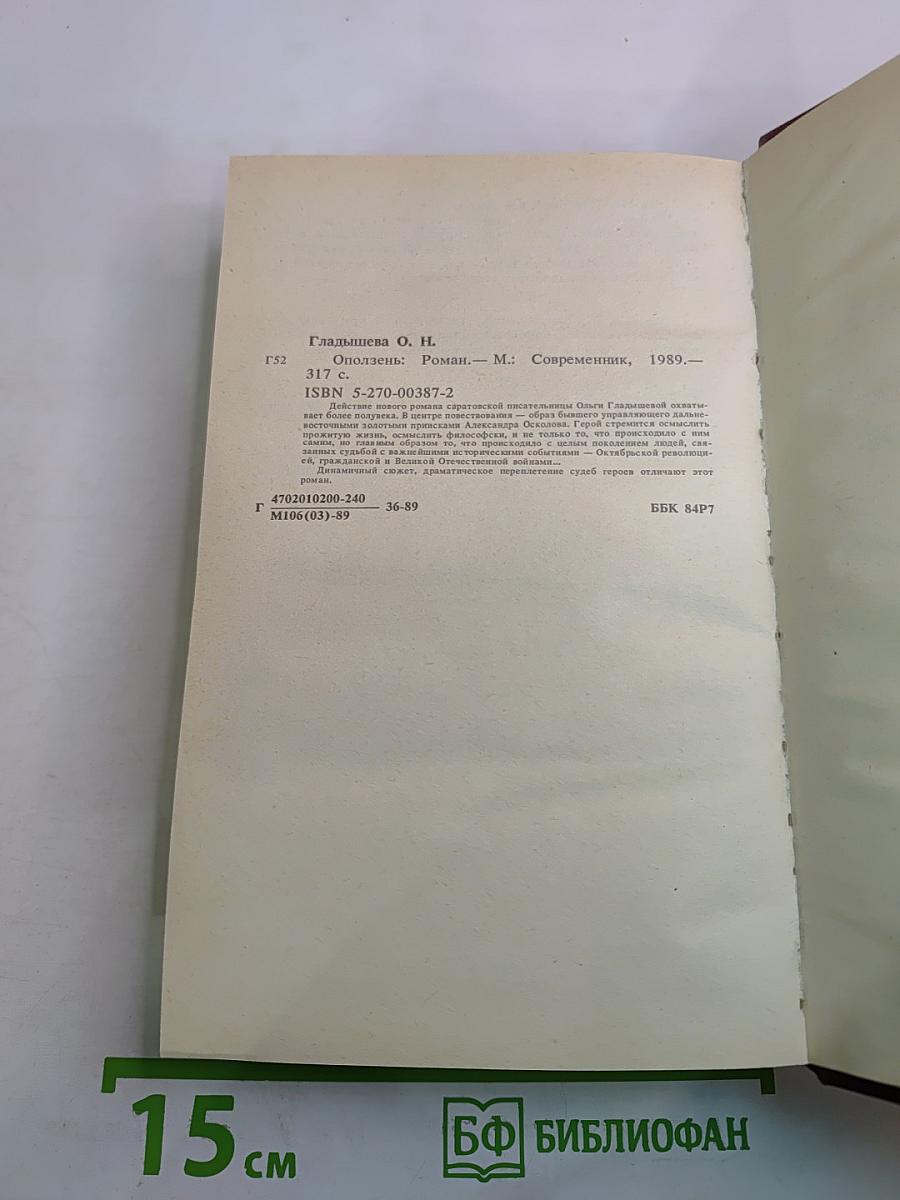 Гладышева О. Н.
Г52 Оползень: Роман.— М.: Современник, 1989.—
317 с.
ISBN 5-270-00387-2
Действие нового романа саратовской писательницы Ольги Гладышевой охваты-
вает более полувека. В центре повествования — образ бывшего управляющего дальне-
восточными золотыми приисками Александра Осколова. Герой стремится осмыслить
прожитую жизнь, осмыслить философски, и не только то, что происходило с ним
самим, но главным образом то, что происходило с целым поколением людей, свя-
занных судьбой с важнейшими историческими событиями — Октябрьской революци-
ей, гражданской и Великой Отечественной войнами...
Динамичный сюжет, драматическое переплетение судеб героев отличают этот
роман.
4702010200-240
Г 36-89 ББК 84Р7
М106(03)-89
15 см
БФ БИБЛИОФАН